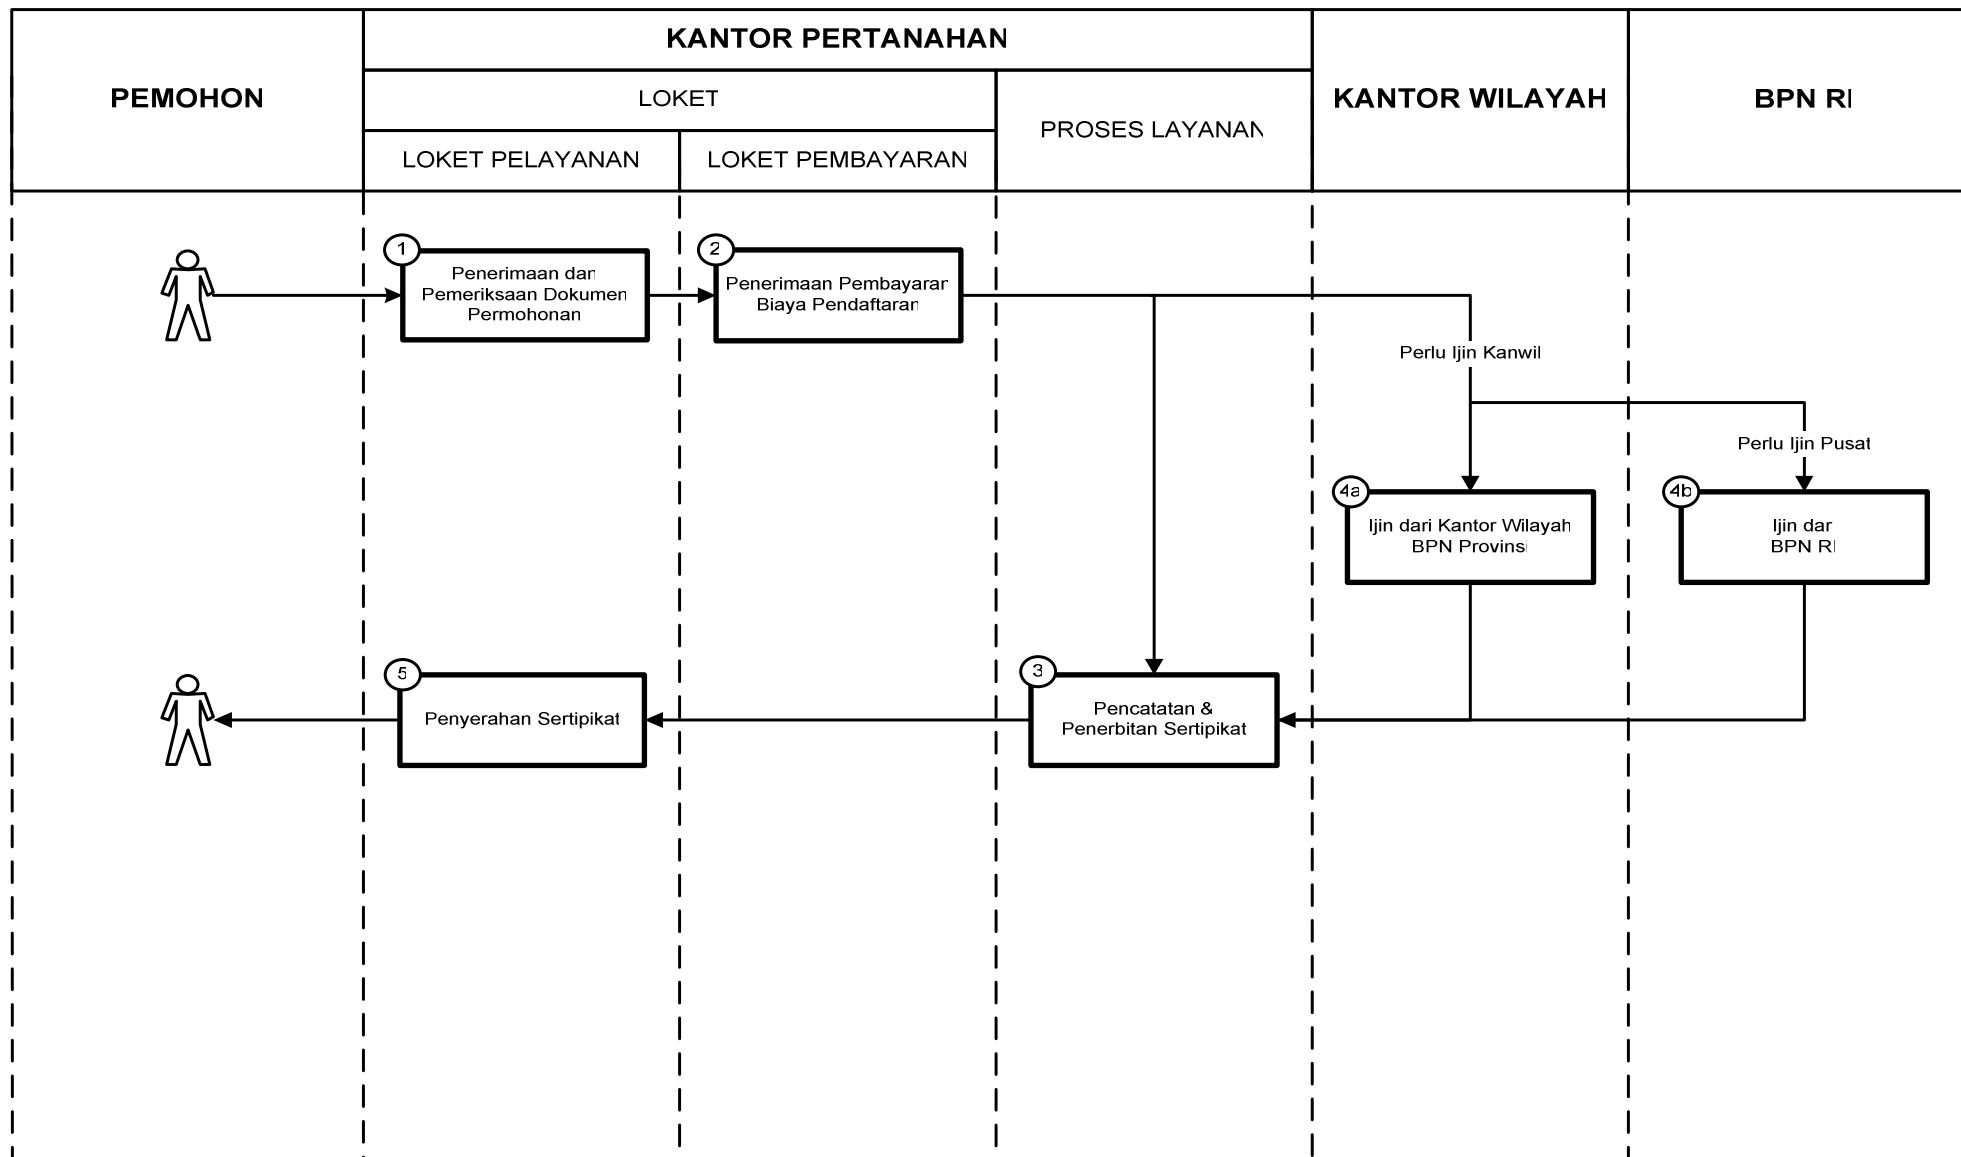 KANTOR PERTANAHAN
PEMOHON
LOKET
KANTOR WILAYAH
BPN RI
PROSES LAYANAN
LOKET PELAYANAN
LOKET PEMBAYARAN
1
Penerimaan dan
Pemeriksaan Dokumen
Permohonan
2
Penerimaan Pembayaran
Biaya Pendaftaran
Perlu Ijin Kanwil
Perlu Ijin Pusat
4a
Ijin dari Kantor Wilayah
BPN Provinsi
4b
Ijin dar
BPN RI
5
Penyerahan Sertipikat
3
Pencatatan &
Penerbitan Sertipikat